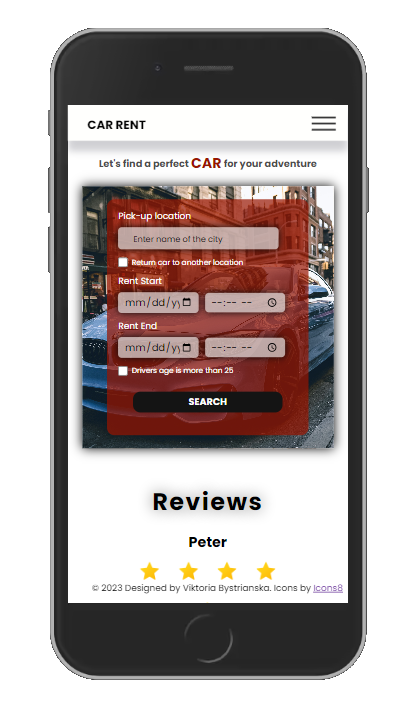 CAR RENT
Let's find a perfect CAR for your adventure
Pick-up location
Enter name of the city
Return car to another location
Rent Start
mm/dd/yy --:-- --
Rent End
mm/dd/yy --:-- --
Drivers age is more than 25
SEARCH
Reviews
Peter
© 2023 Designed by Viktoria Bystrianska. Icons by Icons8